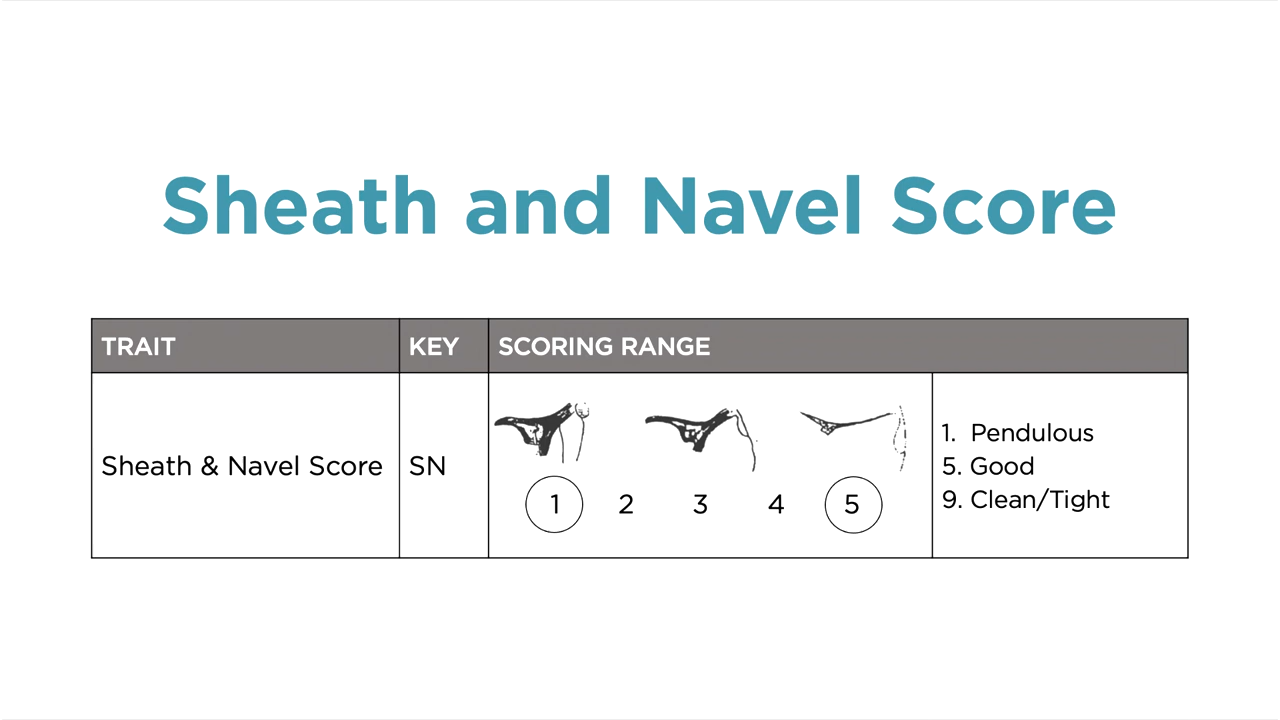 Sheath and Navel Score
TRAIT KEY SCORING RANGE
Sheath & Navel Score SN
1 2 3 4 5
1. Pendulous
5. Good
9. Clean/Tight